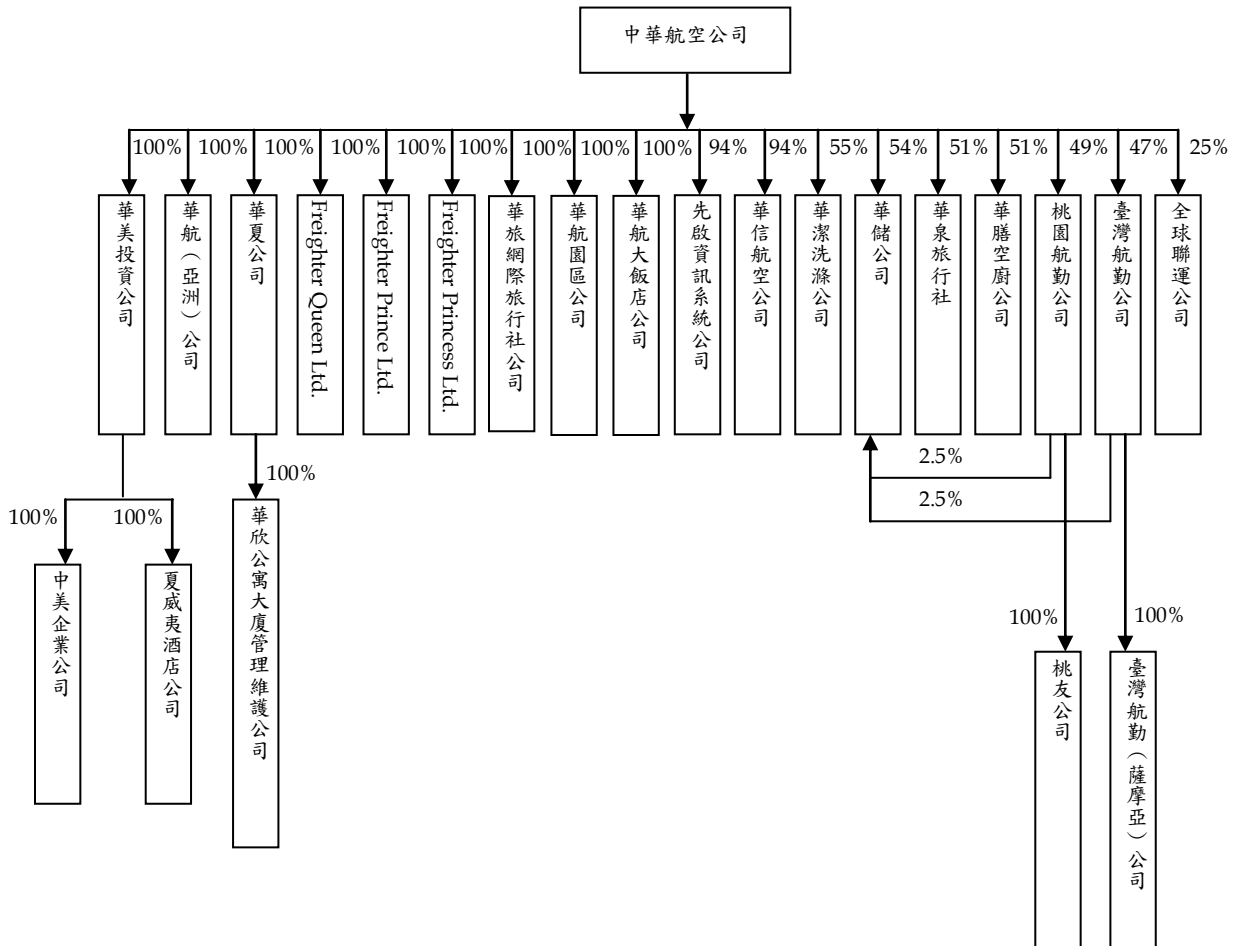 中華航空公司
100%
100%
100%
100%
100%
100%
100%
100%
100%
94%
94%
55%
54%
51%
51%
49%
47%
25%
華美投資公司
華航（亞洲）公司
華夏公司
Freighter Queen Ltd.
Freighter Prince Ltd.
Freighter Princess Ltd.
華旅網際旅行社公司
華航園區公司
華航大飯店公司
先啟資訊系統公司
華信航空公司
華潔洗滌公司
華儲公司
華泉旅行社
華膳空廚公司
桃園航勤公司
臺灣航勤公司
全球聯運公司
2.5%
2.5%
100%
100%
100%
中美企業公司
夏威夷酒店公司
華欣公寓大廈管理維護公司
100%
100%
桃友公司
臺灣航勤（薩摩亞）公司